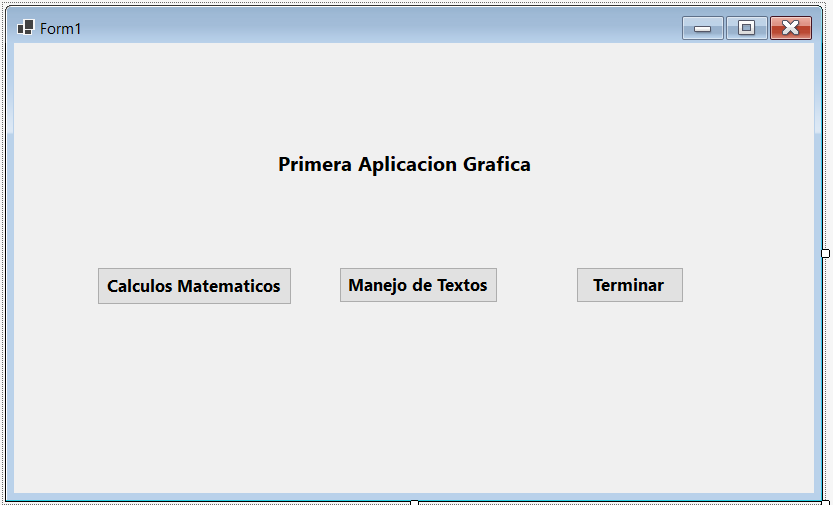 Form1
Primera Aplicacion Grafica
Calculos Matematicos
Manejo de Textos
Terminar